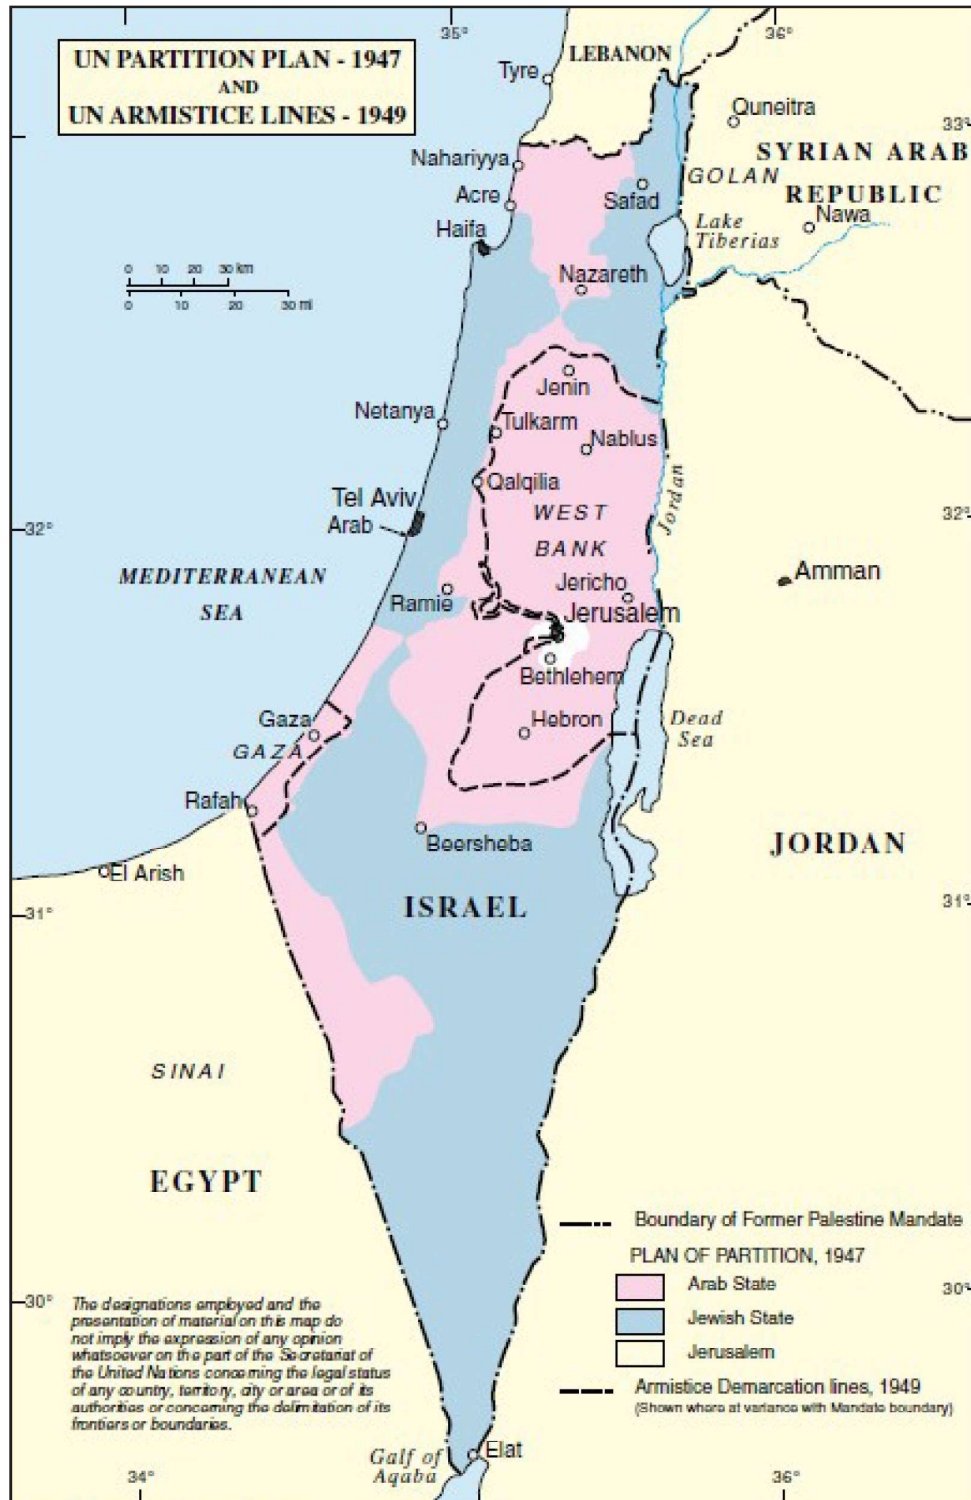 35°
36°
UN PARTITION PLAN - 1947
AND
UN ARMISTICE LINES - 1949
LEBANON
Tyre
Quneitra
33°
SYRIAN ARAB
REPUBLIC
Nahariyya
GOLAN
Acre
Safad
Nawa
Haifa
Lake
Tiberias
0 10 20 30 km
0 10 20 30 mi
Nazareth
Jenin
Netanya
Tulkarm
Nablus
Qalqilia
Tel Aviv
Arab
WEST
BANK
Jordan
32°
32°
MEDITERRANEAN
SEA
Amman
Jericho
Ramie
Jerusalem
Bethlehem
Gaza
GAZA
Hebron
Dead
Sea
Rafah
Beersheba
JORDAN
El Arish
ISRAEL
31°
31°
SINAI
EGYPT
Boundary of Former Palestine Mandate
PLAN OF PARTITION, 1947
Arab State
Jewish State
Jerusalem
Armistice Demarcation lines, 1949
(Shown where at variance with Mandate boundary)
30°
30°
The designations employed and the
presentation of material on this map do
not imply the expression of any opinion
whatsoever on the part of the Secretariat of
the United Nations concerning the legal status
of any country, territory, city or area or of its
authorities or concerning the delimitation of its
frontiers or boundaries.
Galf of
Aqaba
Elat
34°
36°